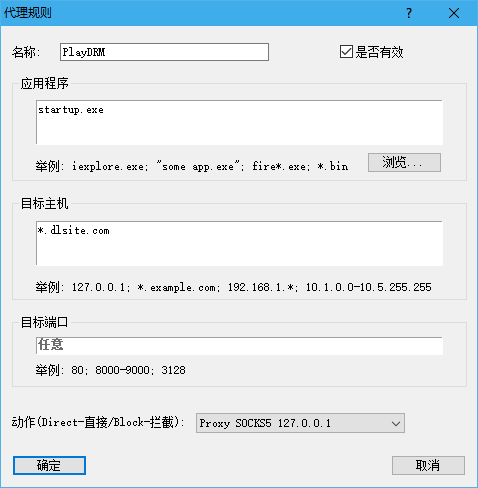 代理规则
?
名称: PlayDRM
是否有效
应用程序
startup.exe
举例: iexplore.exe; "some app.exe"; fire*.exe; *.bin
浏览...
目标主机
*.dlsite.com
举例: 127.0.0.1; *.example.com; 192.168.1.*; 10.1.0.0-10.5.255.255
目标端口
任意
举例: 80; 8000-9000; 3128
动作(Direct-直接/Block-拦截): Proxy SOCKS5 127.0.0.1
确定
取消